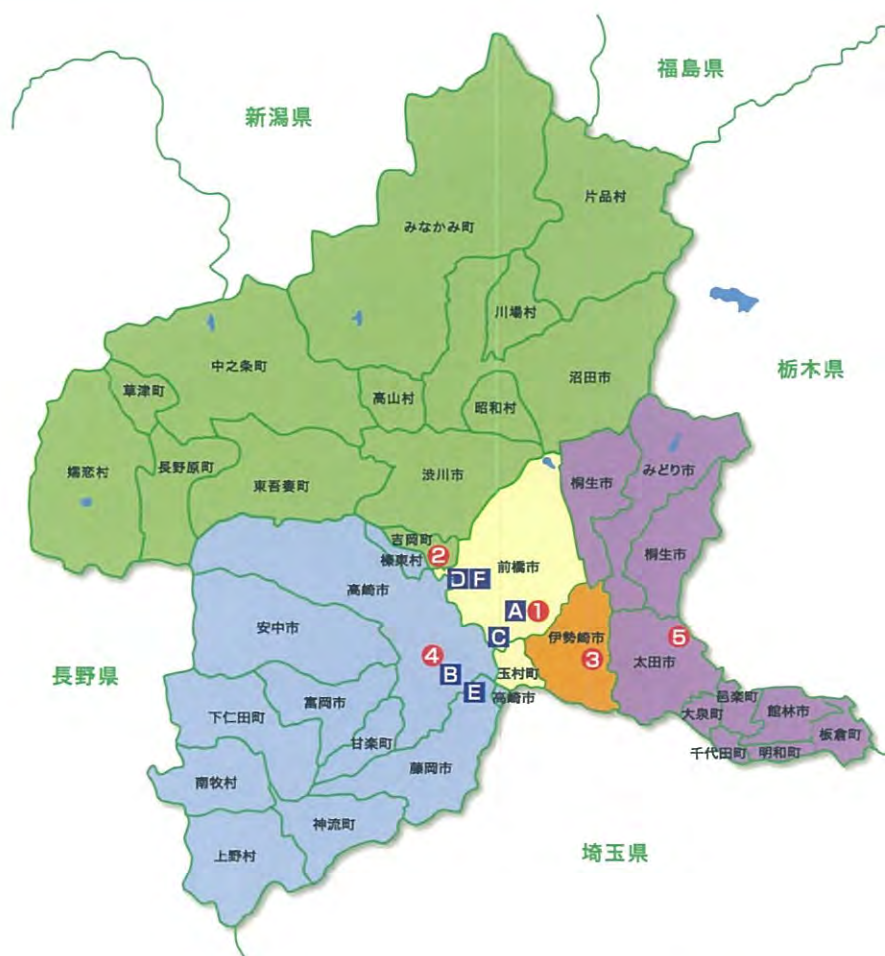 福島県
新潟県
片品村
みなかみ町
川場村
中之条町
栃木県
沼田市
草津町
高山村
昭和村
嬬恋村
長野原町
渋川市
みどり市
東吾妻町
桐生市
吉岡町
②
榛東村
前橋市
桐生市
D F
高崎市
A ①
安中市
C
伊勢崎市
⑤
④
③
太田市
長野県
B
玉村町
富岡市
E
高崎市
邑楽町
下仁田町
大泉町
館林市
甘楽町
板倉町
千代田町
明和町
藤岡市
南牧村
神流町
上野村
埼玉県